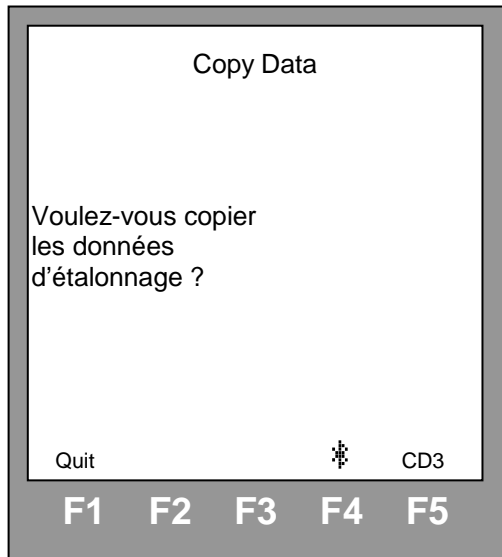 Copy Data
Voulez-vous copier
les données
d’étalonnage ?
Quit CD3
F1 F2 F3 F4 F5